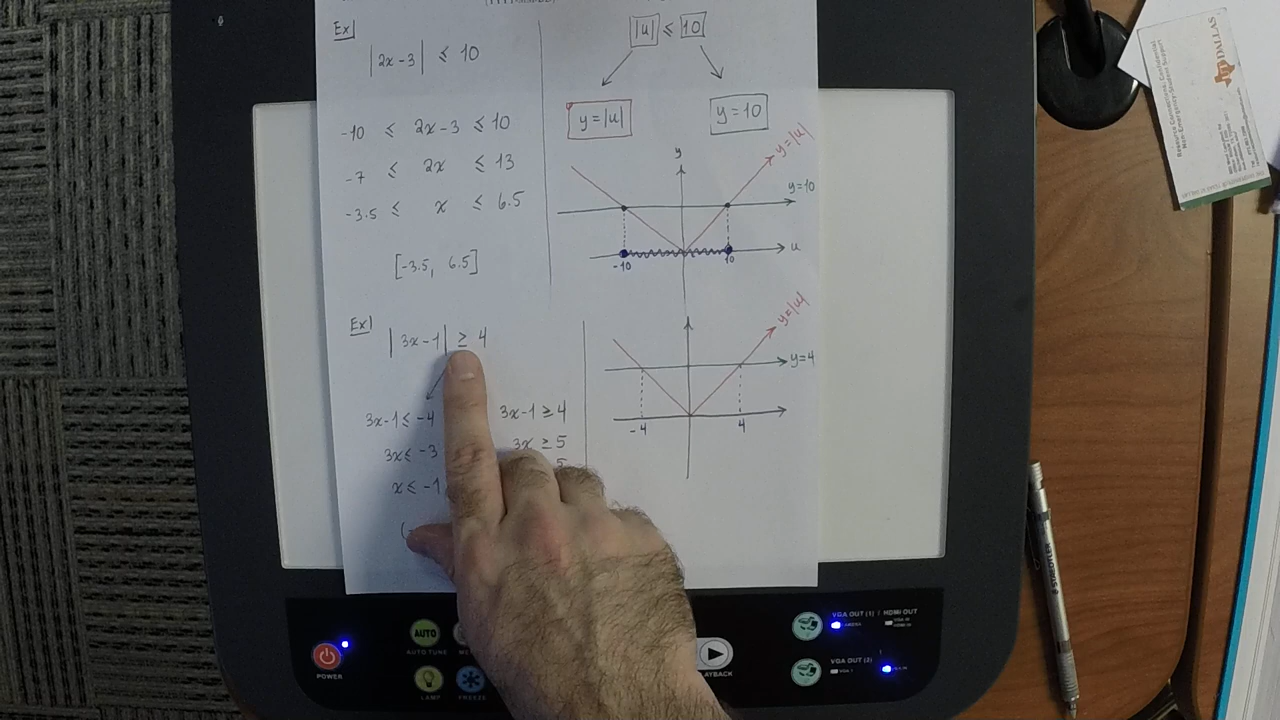 Ex|
|2x-3| ≤ 10
-10 ≤ 2x-3 ≤ 10
-7 ≤ 2x ≤ 13
-3.5 ≤ x ≤ 6.5
[-3.5, 6.5]
|u| ≤ 10
y=|u|
y=10
y
y=|u|
y=10
u
-10
10
Ex|
|3x-1| ≥ 4
3x-1 ≤ -4
3x-1 ≥ 4
3x ≤ -3
3x ≥ 5
x ≤ -1
5
(
y=|u|
y=4
-4
4
DALLAS
POWER
AUTO
AUTO TUNE
LAMP
FREEZE
VGA OUT (1) / HDMI OUT
VGA OUT (2)
STAEDTLER